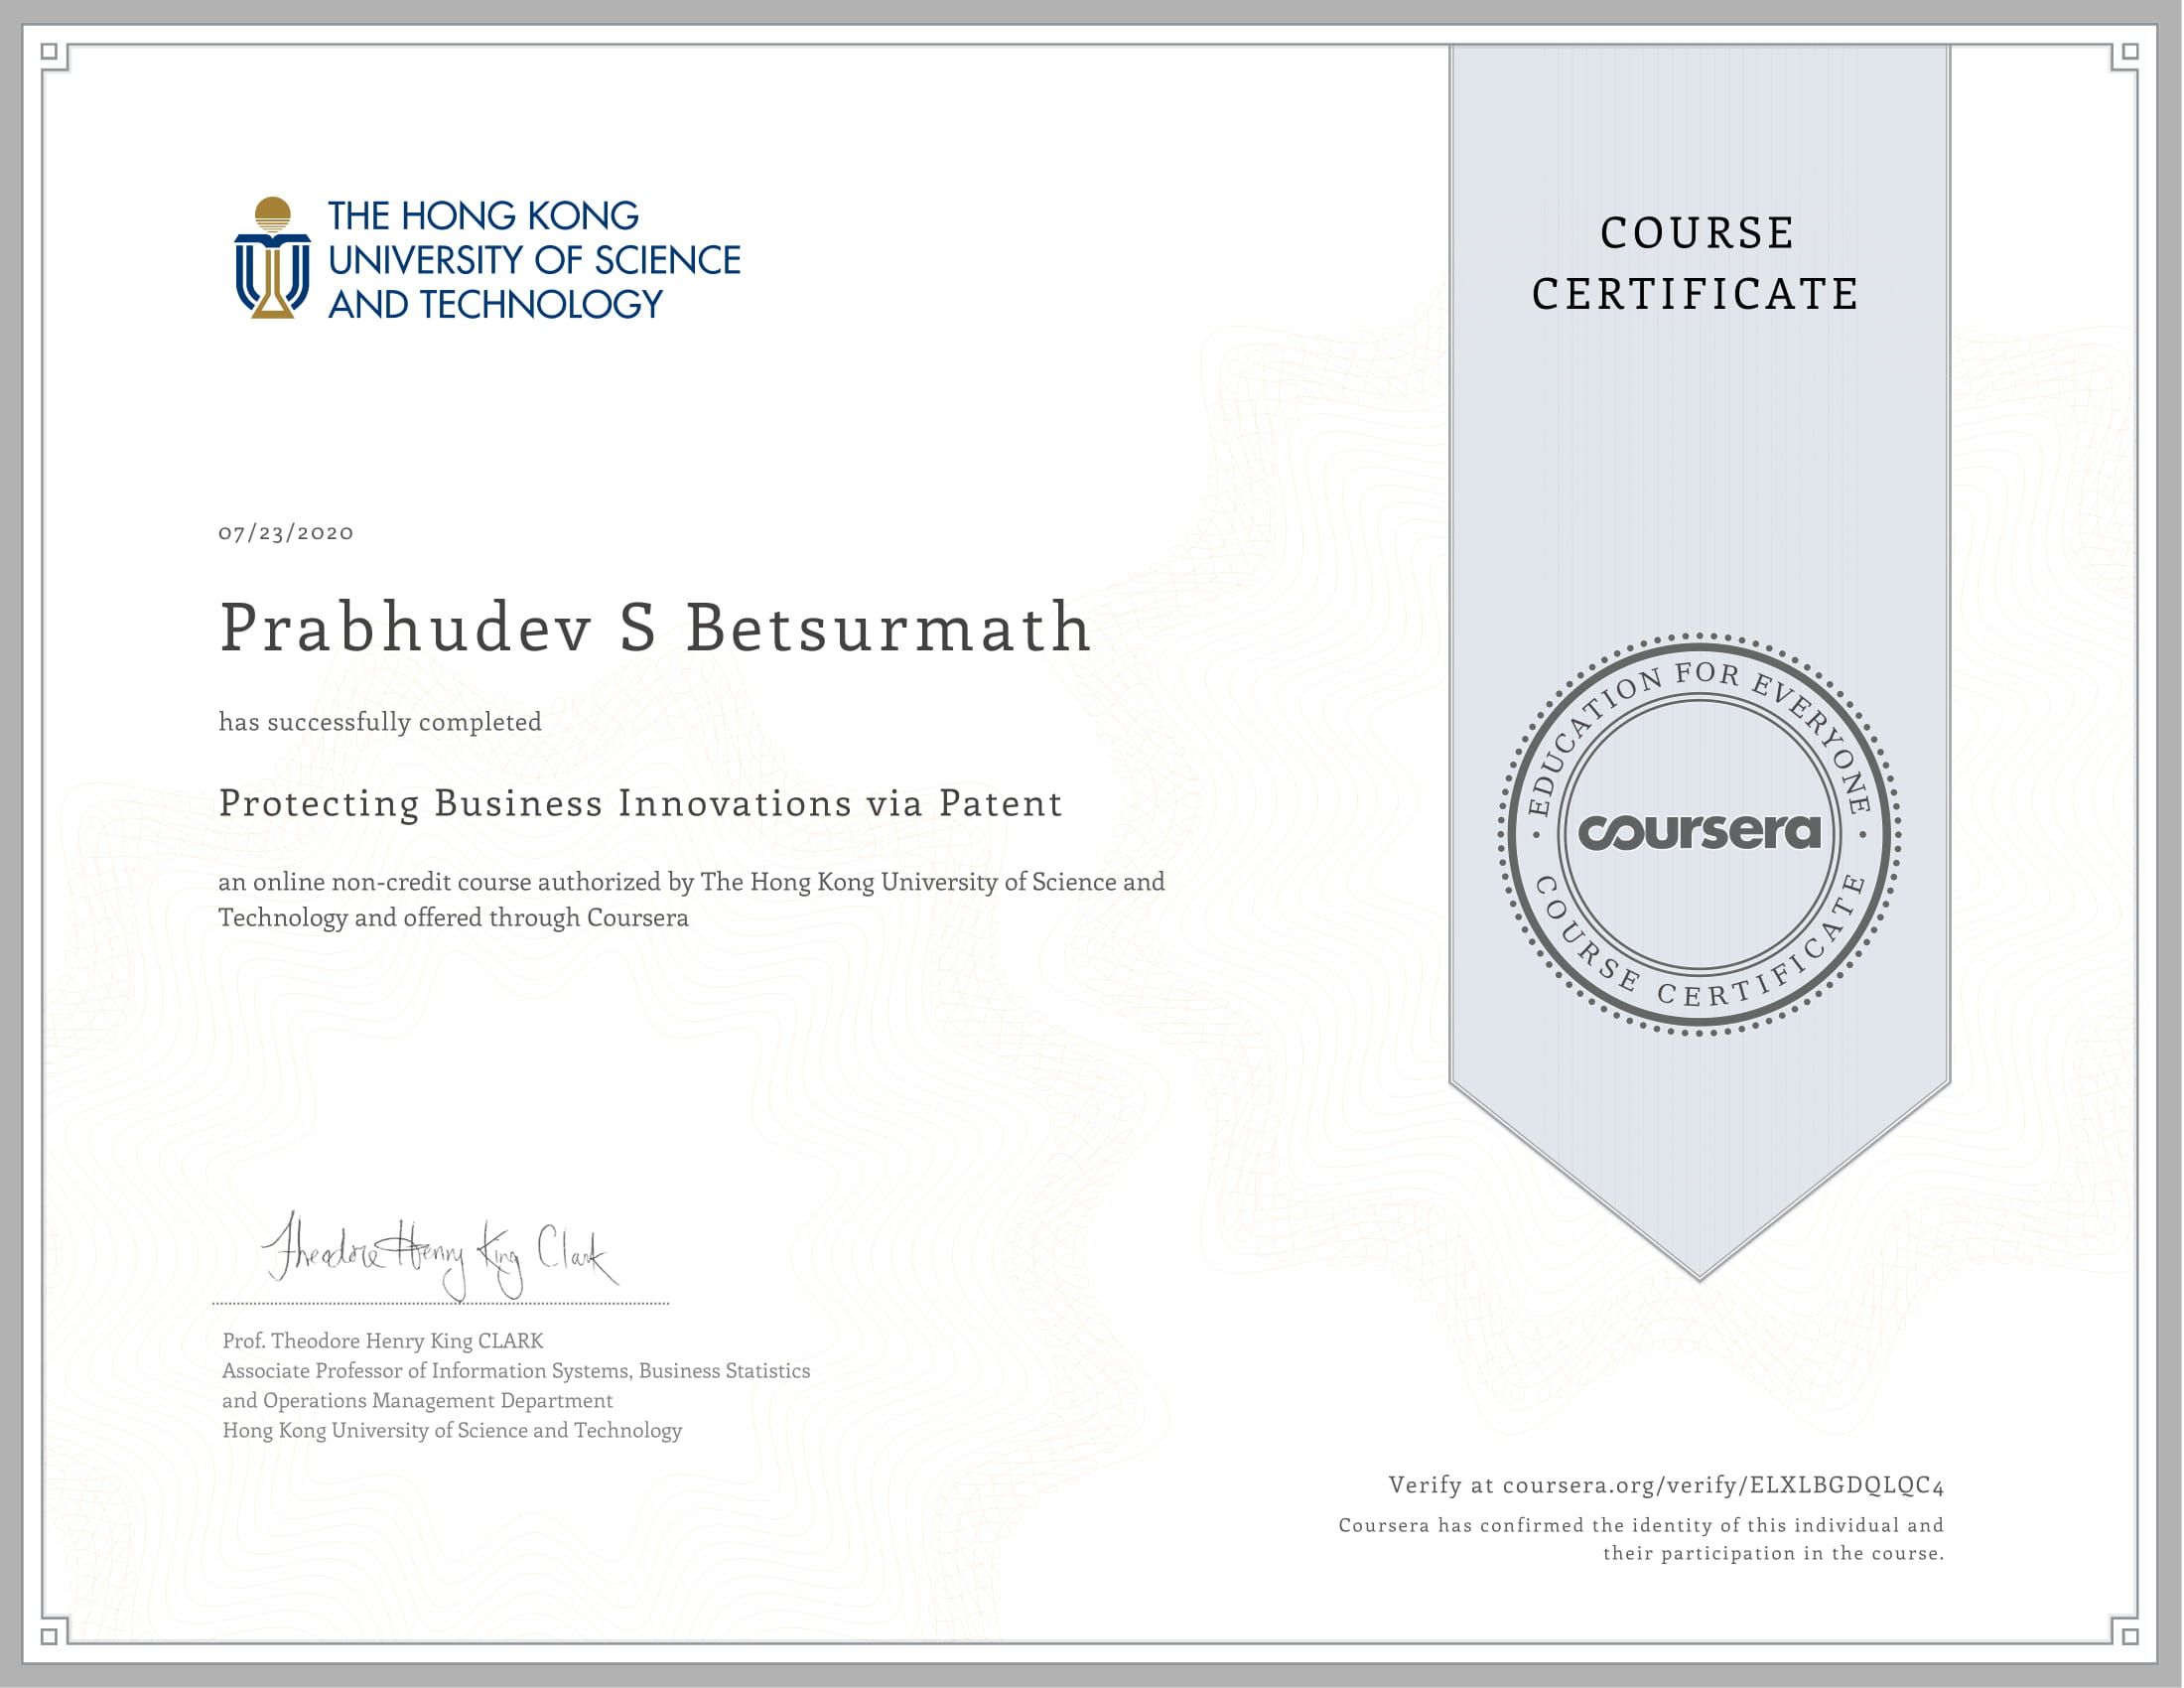 THE HONG KONG
UNIVERSITY OF SCIENCE
AND TECHNOLOGY
COURSE
CERTIFICATE
07/23/2020
Prabhudev S Betsurmath
has successfully completed
Protecting Business Innovations via Patent
an online non-credit course authorized by The Hong Kong University of Science and
Technology and offered through Coursera
EDUCATION FOR EVERYONE
coursera
COURSE CERTIFICATE
Theodore Henry King Clark
Prof. Theodore Henry King CLARK
Associate Professor of Information Systems, Business Statistics
and Operations Management Department
Hong Kong University of Science and Technology
Verify at coursera.org/verify/ELXLBGDQLQC4
Coursera has confirmed the identity of this individual and
their participation in the course.